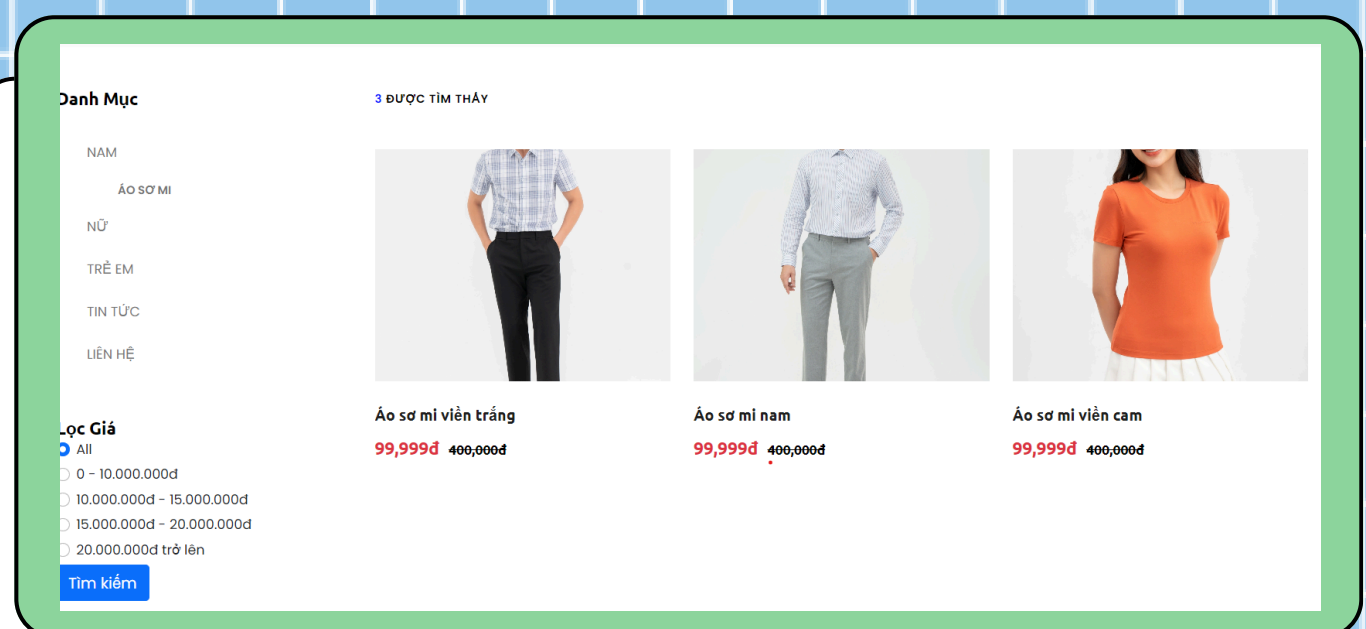 Danh Mục
NAM
ÁO SƠ MI
NỮ
TRẺ EM
TIN TỨC
LIÊN HỆ
Lọc Giá
All
0 - 10.000.000đ
10.000.000đ - 15.000.000đ
15.000.000đ - 20.000.000đ
20.000.000đ trở lên
Tìm kiếm
3 ĐƯỢC TÌM THẤY
Áo sơ mi viền trắng
99,999đ 400,000đ
Áo sơ mi nam
99,999đ 400,000đ
Áo sơ mi viền cam
99,999đ 400,000đ